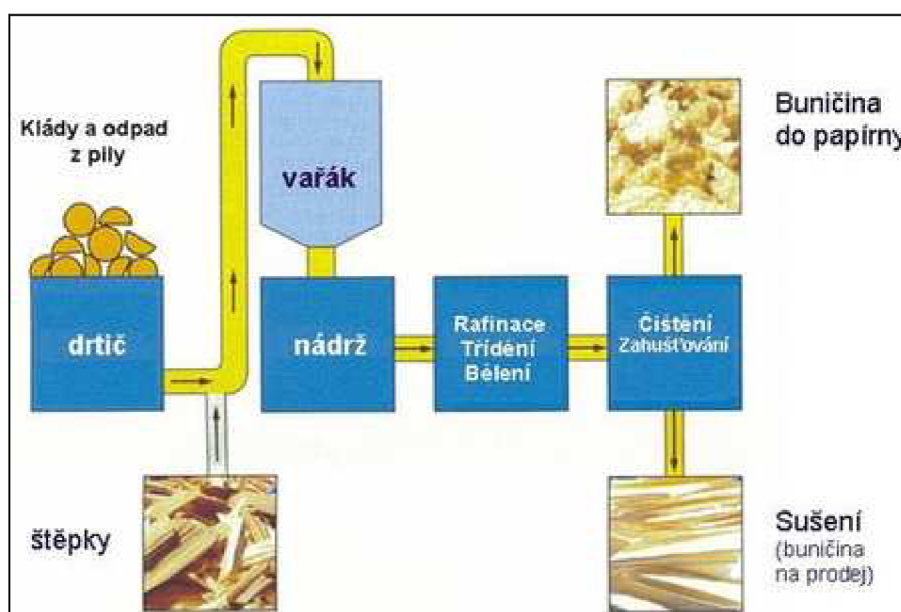 Klády a odpad
z pily
drtič
štěpky
vařák
nádrž
Rafinace
Třídění
Bělení
Čištění
Zahušťování
Buničina
do papírny
Sušení
(buničina
na prodej)